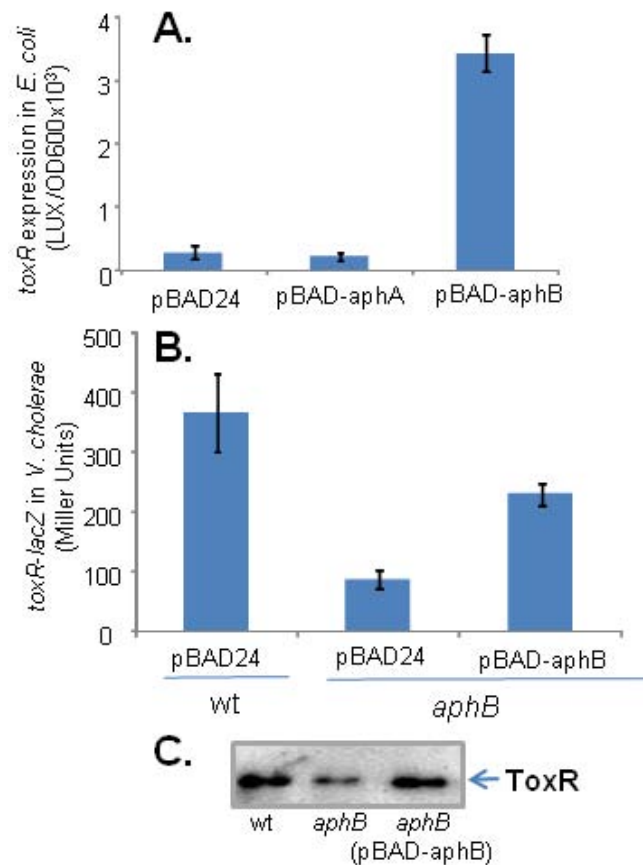 A.
toxR expression in E. coli
(LUX/OD600x10³)
4
3
2
1
0
pBAD24 pBAD-aphA pBAD-aphB
B.
toxR-lacZ in V. cholerae
(Miller Units)
500
400
300
200
100
0
pBAD24 pBAD24 pBAD-aphB
wt aphB
C.
ToxR
wt aphB aphB
(pBAD-aphB)